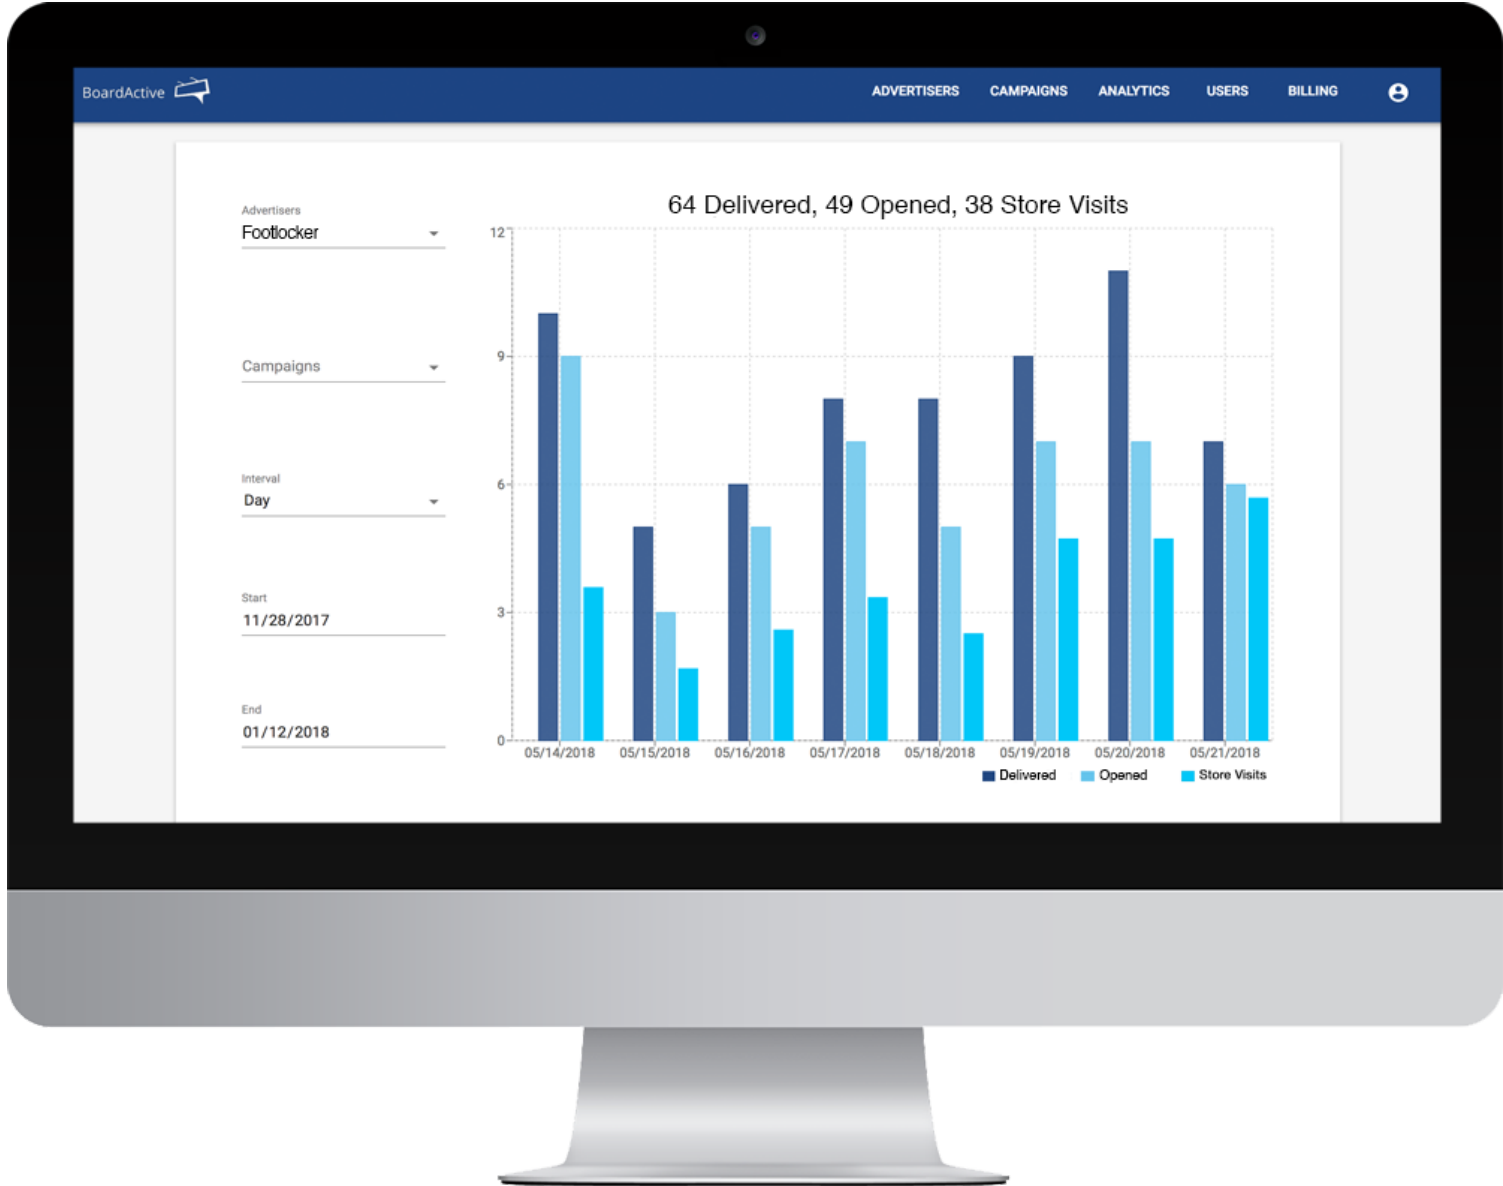 BoardActive
ADVERTISERS CAMPAIGNS ANALYTICS USERS BILLING
Advertisers
Footlocker
Campaigns
Interval
Day
Start
11/28/2017
End
01/12/2018
64 Delivered, 49 Opened, 38 Store Visits
12
9
6
3
0
05/14/2018 05/15/2018 05/16/2018 05/17/2018 05/18/2018 05/19/2018 05/20/2018 05/21/2018
Delivered Opened Store Visits